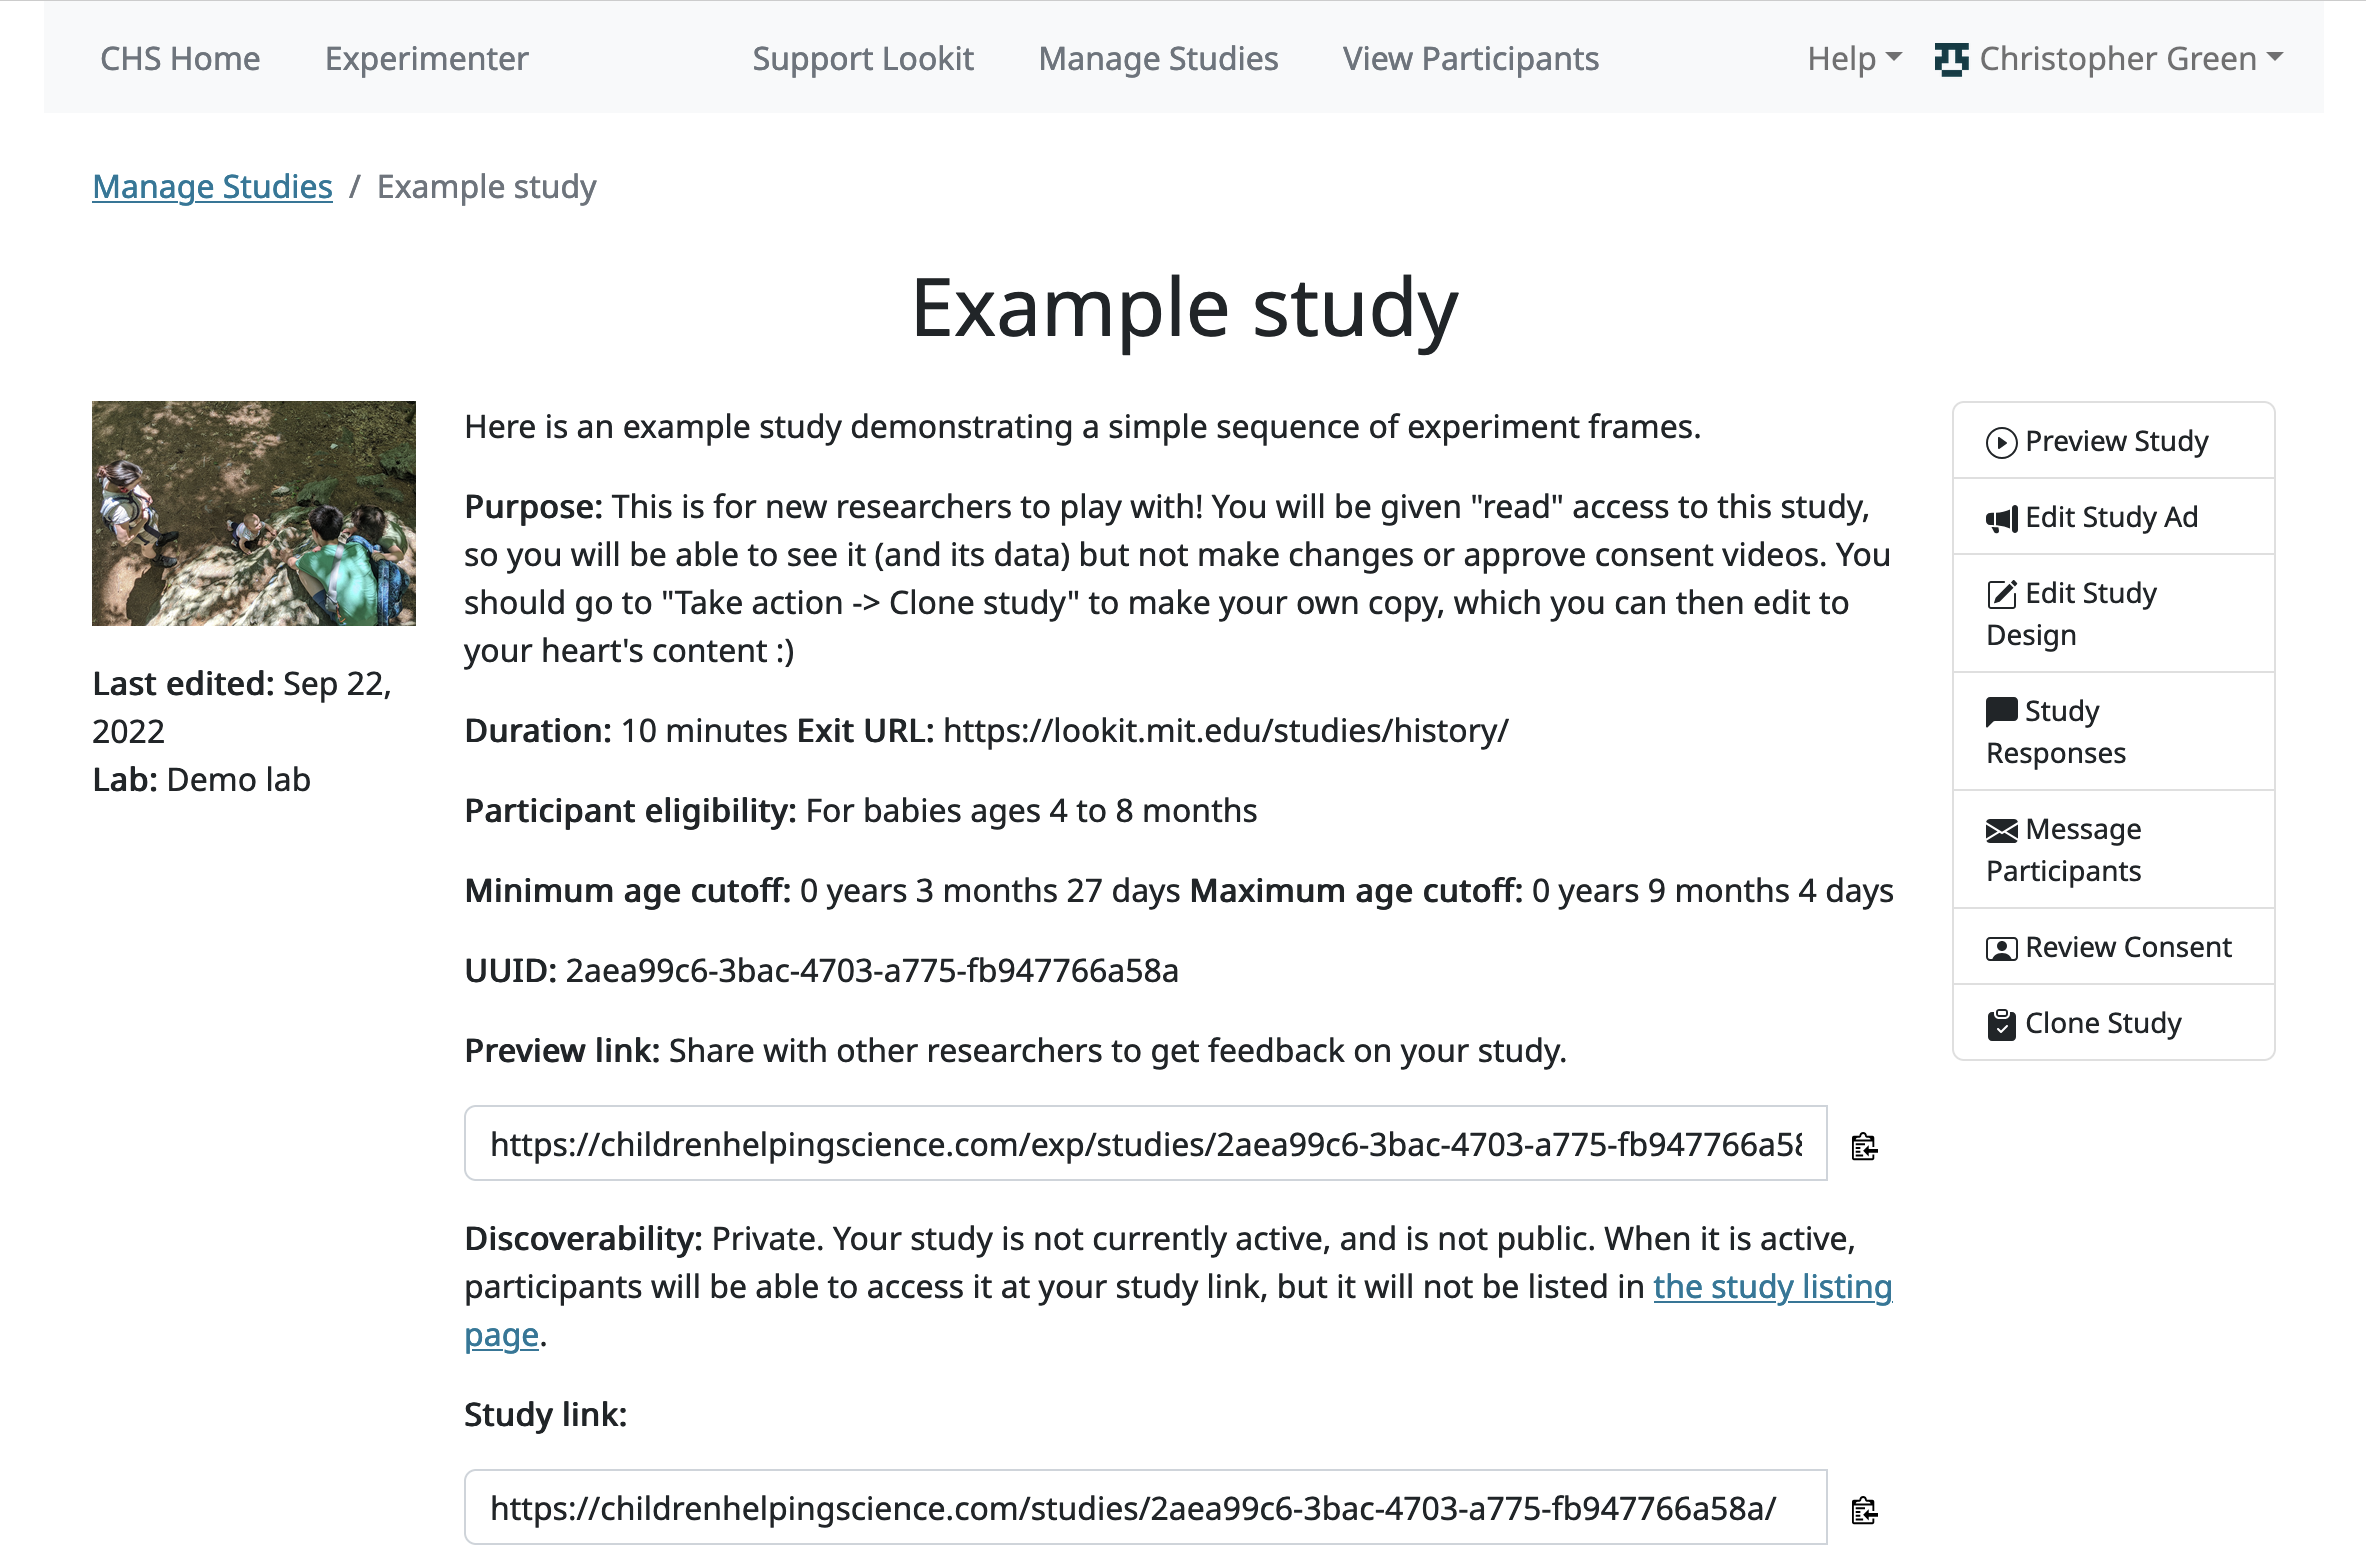 CHS Home Experimenter Support Lookit Manage Studies View Participants Help Christopher Green
Manage Studies / Example study
Example study
Last edited: Sep 22,
2022
Lab: Demo lab
Here is an example study demonstrating a simple sequence of experiment frames.
Purpose: This is for new researchers to play with! You will be given "read" access to this study,
so you will be able to see it (and its data) but not make changes or approve consent videos. You
should go to "Take action -> Clone study" to make your own copy, which you can then edit to
your heart's content :)
Duration: 10 minutes Exit URL: https://lookit.mit.edu/studies/history/
Participant eligibility: For babies ages 4 to 8 months
Minimum age cutoff: 0 years 3 months 27 days Maximum age cutoff: 0 years 9 months 4 days
UUID: 2aea99c6-3bac-4703-a775-fb947766a58a
Preview link: Share with other researchers to get feedback on your study.
https://childrenhelpingscience.com/exp/studies/2aea99c6-3bac-4703-a775-fb947766a58
Discoverability: Private. Your study is not currently active, and is not public. When it is active,
participants will be able to access it at your study link, but it will not be listed in the study listing
page.
Study link:
https://childrenhelpingscience.com/studies/2aea99c6-3bac-4703-a775-fb947766a58a/
Preview Study
Edit Study Ad
Edit Study
Design
Study
Responses
Message
Participants
Review Consent
Clone Study